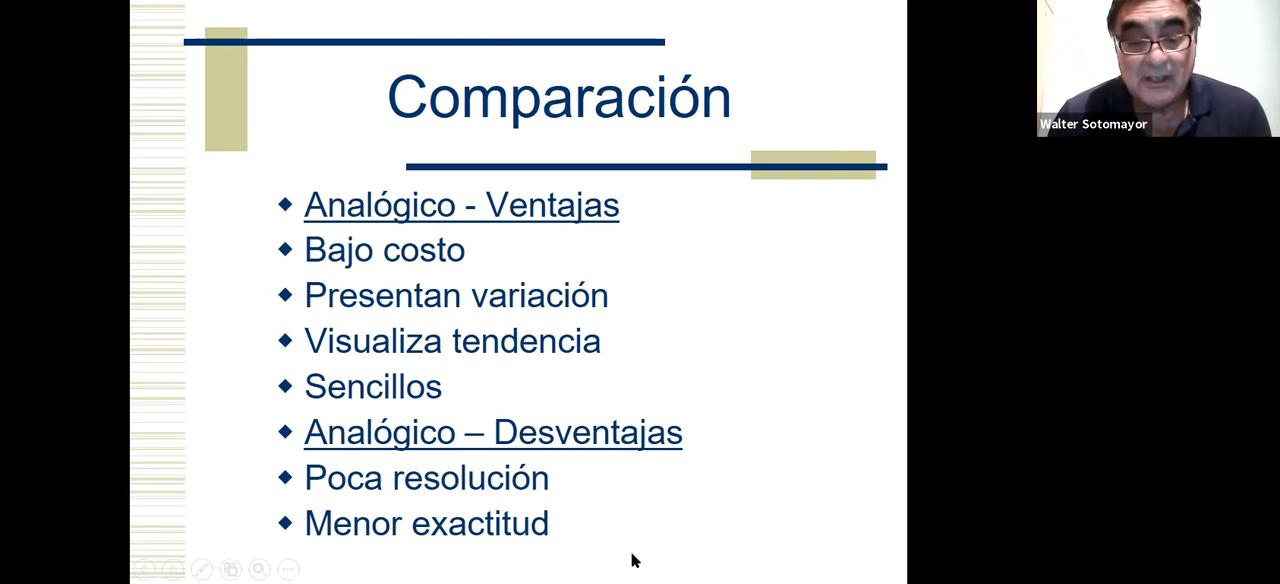 Comparación
Analógico - Ventajas
Bajo costo
Presentan variación
Visualiza tendencia
Sencillos
Analógico – Desventajas
Poca resolución
Menor exactitud
Walter Sotomayor